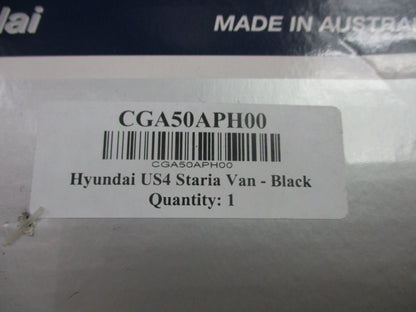 MADE IN AUSTRA
CGA50APH00
CGA50APH00
Hyundai US4 Staria Van - Black
Quantity: 1